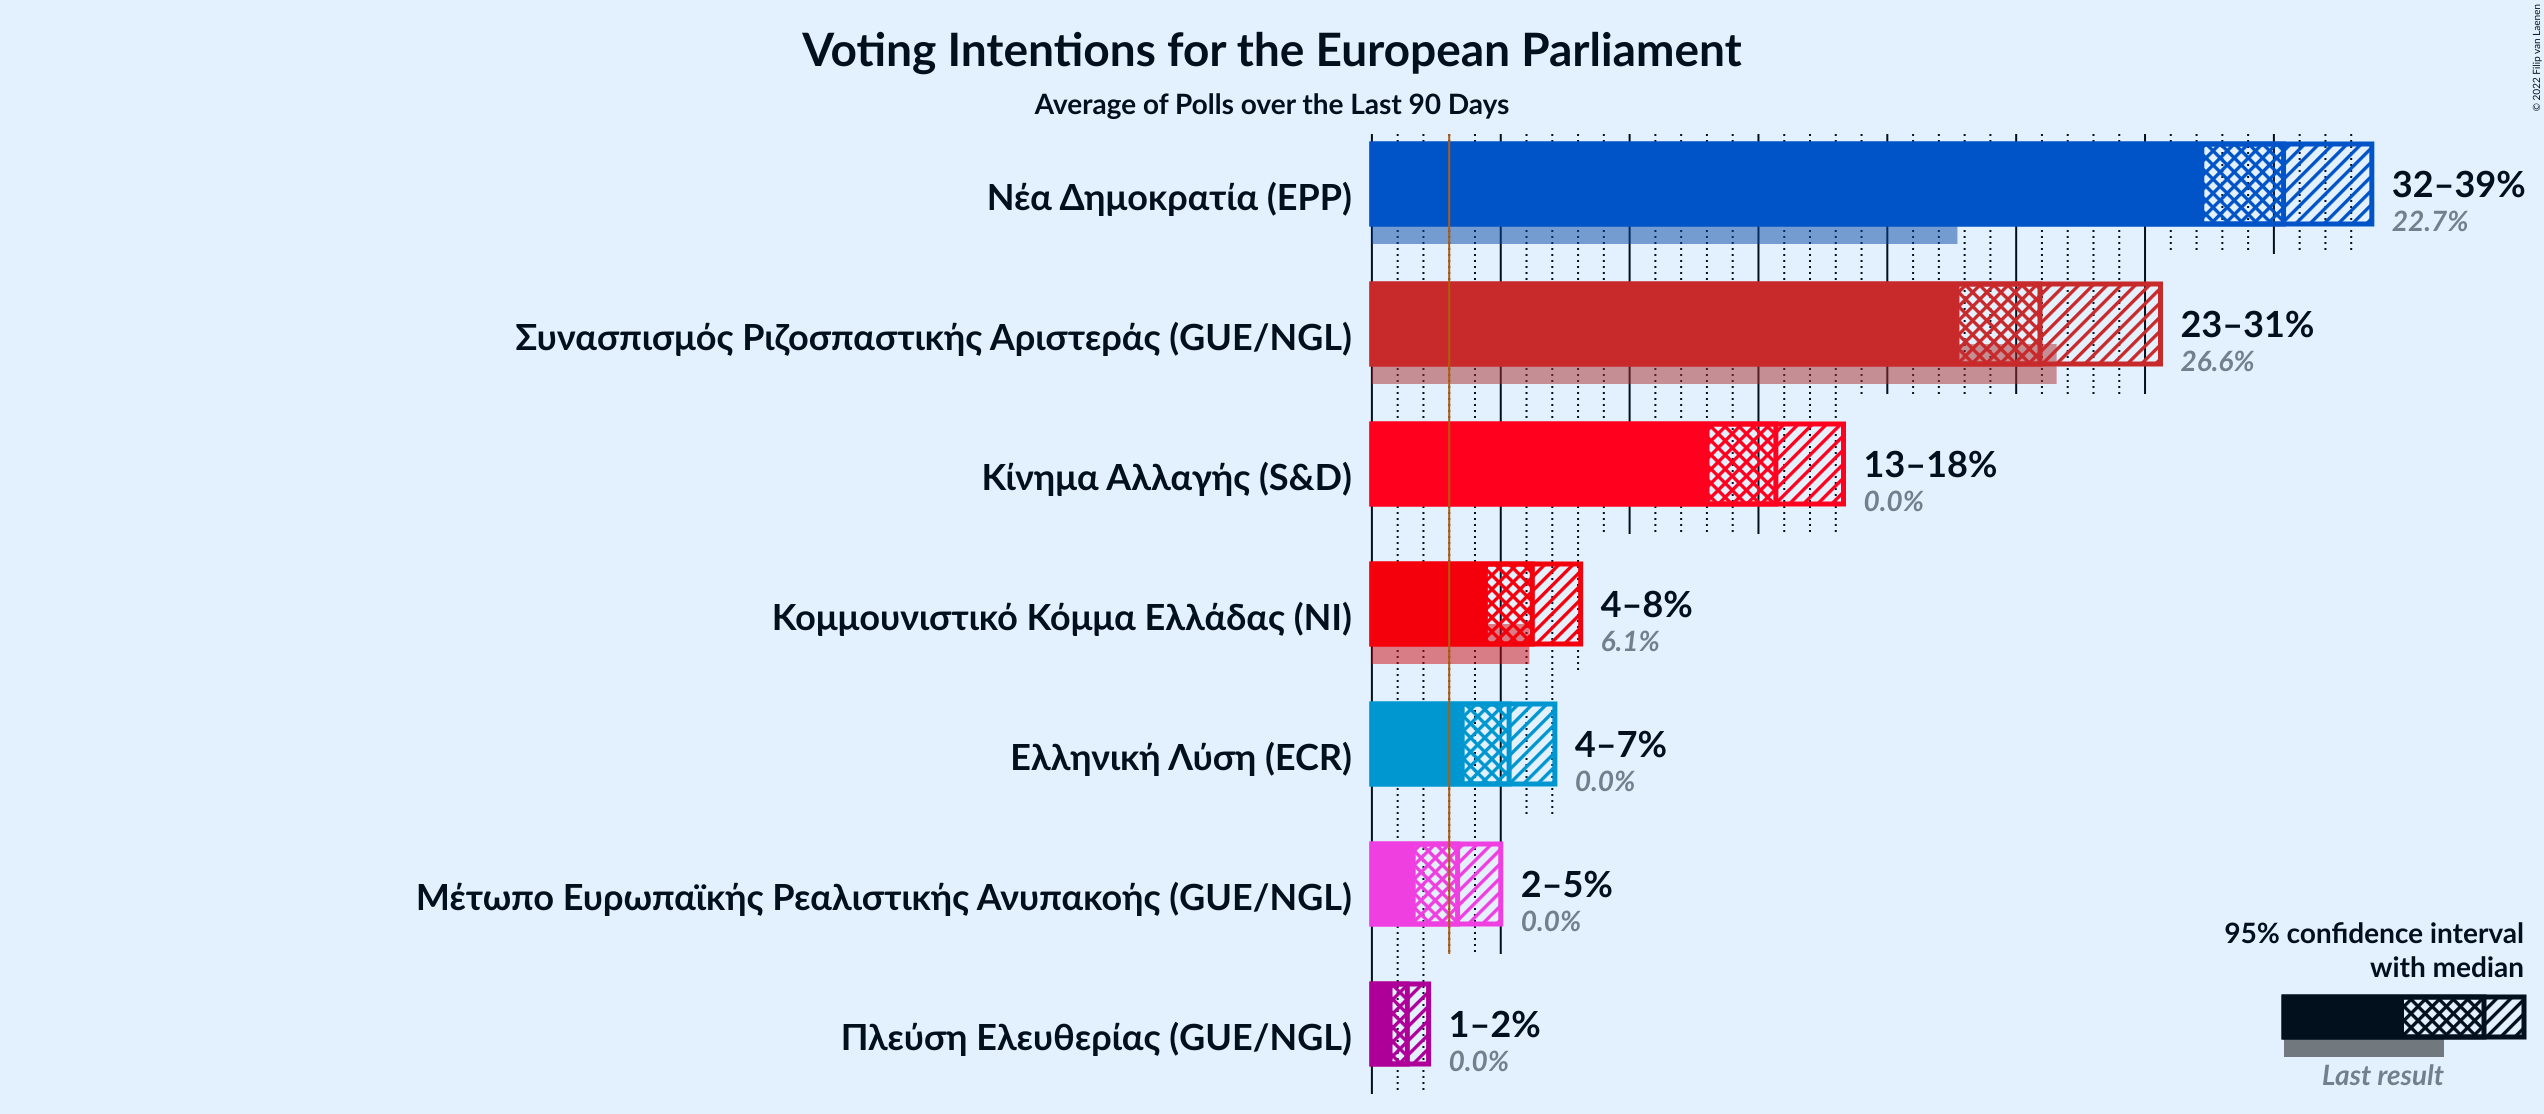 Voting Intentions for the European Parliament
Average of Polls over the Last 90 Days
© 2022 Filip van Laenen
Νέα Δημοκρατία (EPP)
32–39%
22.7%
Συνασπισμός Ριζοσπαστικής Αριστεράς (GUE/NGL)
23–31%
26.6%
Κίνημα Αλλαγής (S&D)
13–18%
0.0%
Κομμουνιστικό Κόμμα Ελλάδας (NI)
4–8%
6.1%
Ελληνική Λύση (ECR)
4–7%
0.0%
Μέτωπο Ευρωπαϊκής Ρεαλιστικής Ανυπακοής (GUE/NGL)
2–5%
0.0%
Πλεύση Ελευθερίας (GUE/NGL)
1–2%
0.0%
95% confidence interval
with median
Last result